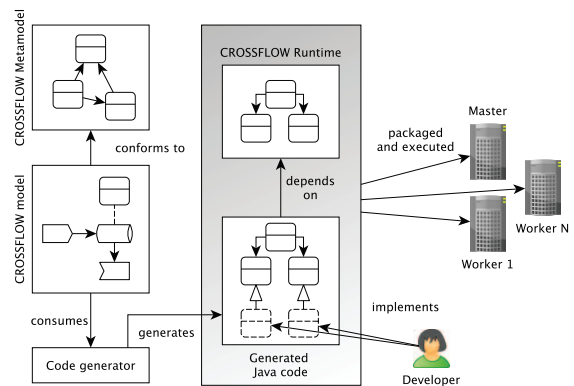 CROSSFLOW Metamodel
CROSSFLOW Runtime
Master
packaged
and executed
conforms to
depends
on
Worker N
CROSSFLOW model
Worker 1
consumes
generates
implements
Code generator
Generated
Java code
Developer